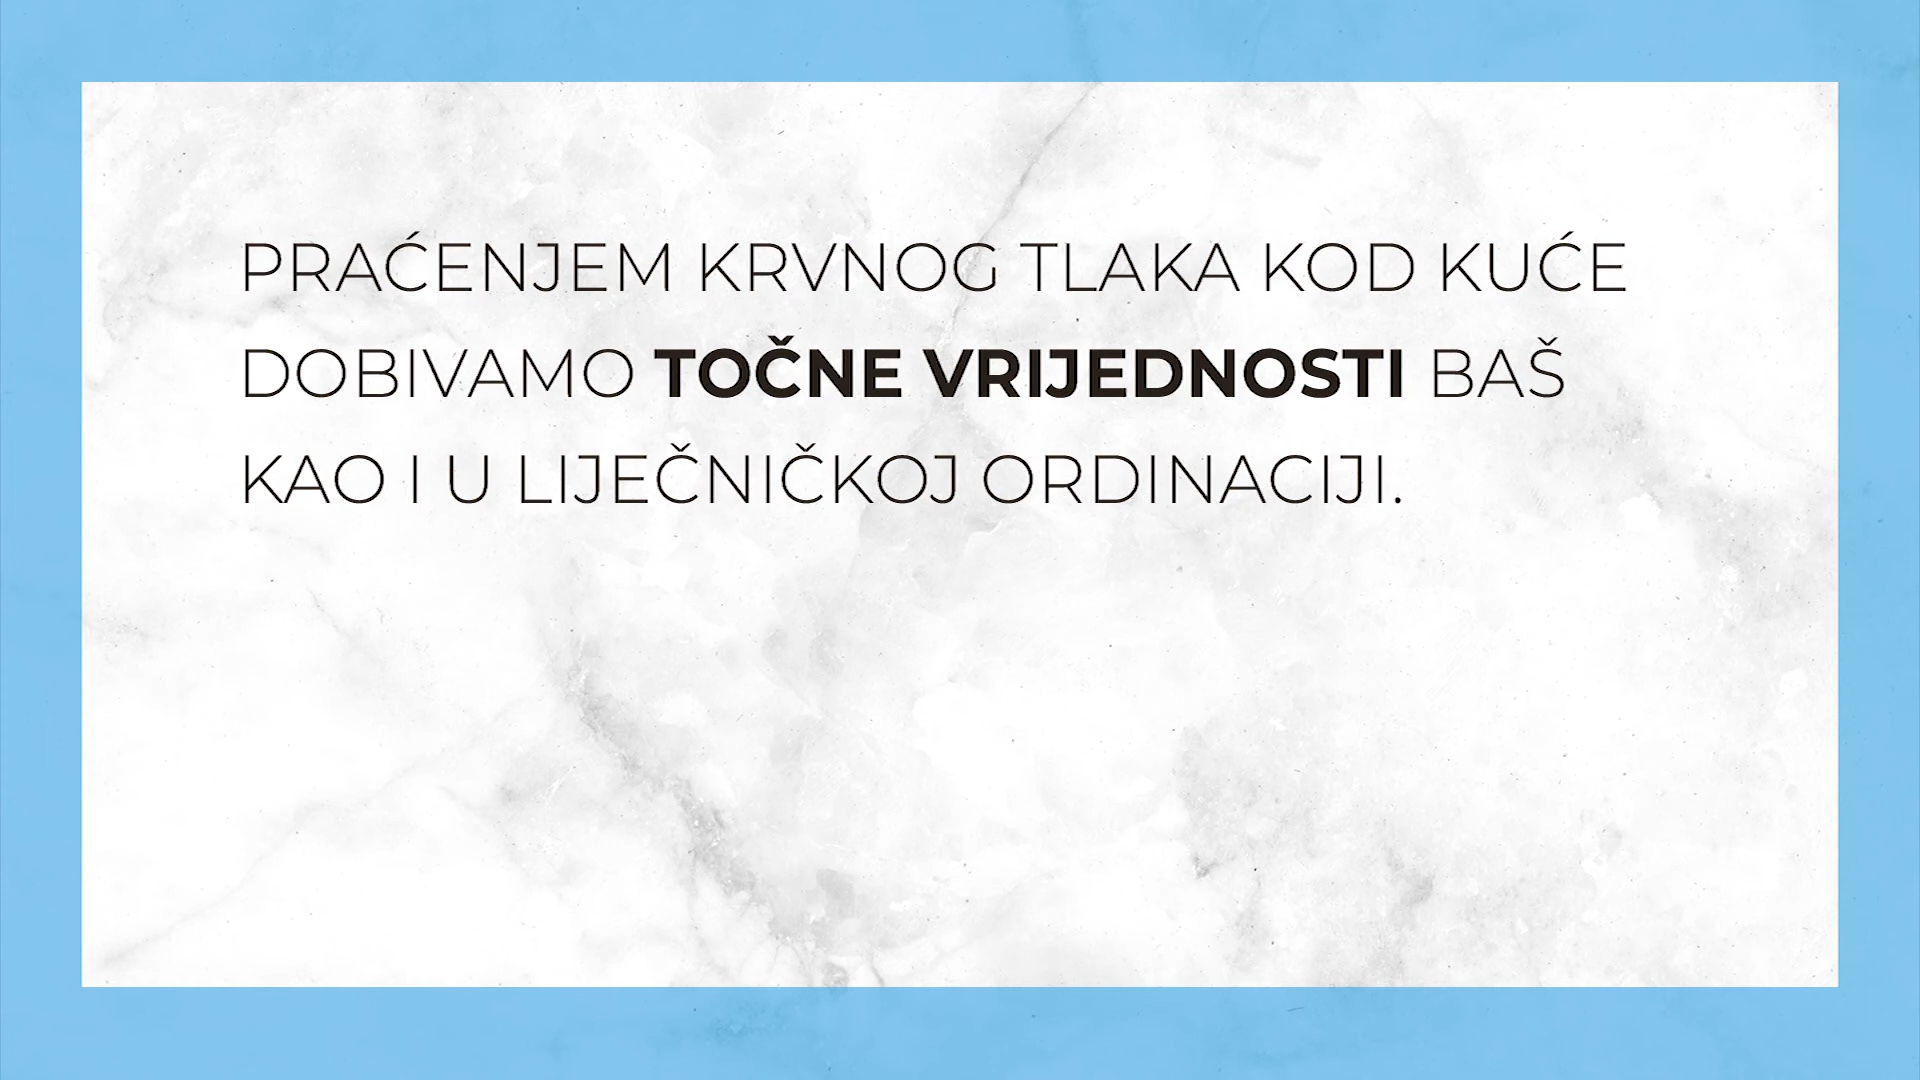 PRAĆENJEM KRVNOG TLAKA KOD KUĆE
DOBIVAMO TOČNE VRIJEDNOSTI BAŠ
KAO I U LIJEČNIČKOJ ORDINACIJI.